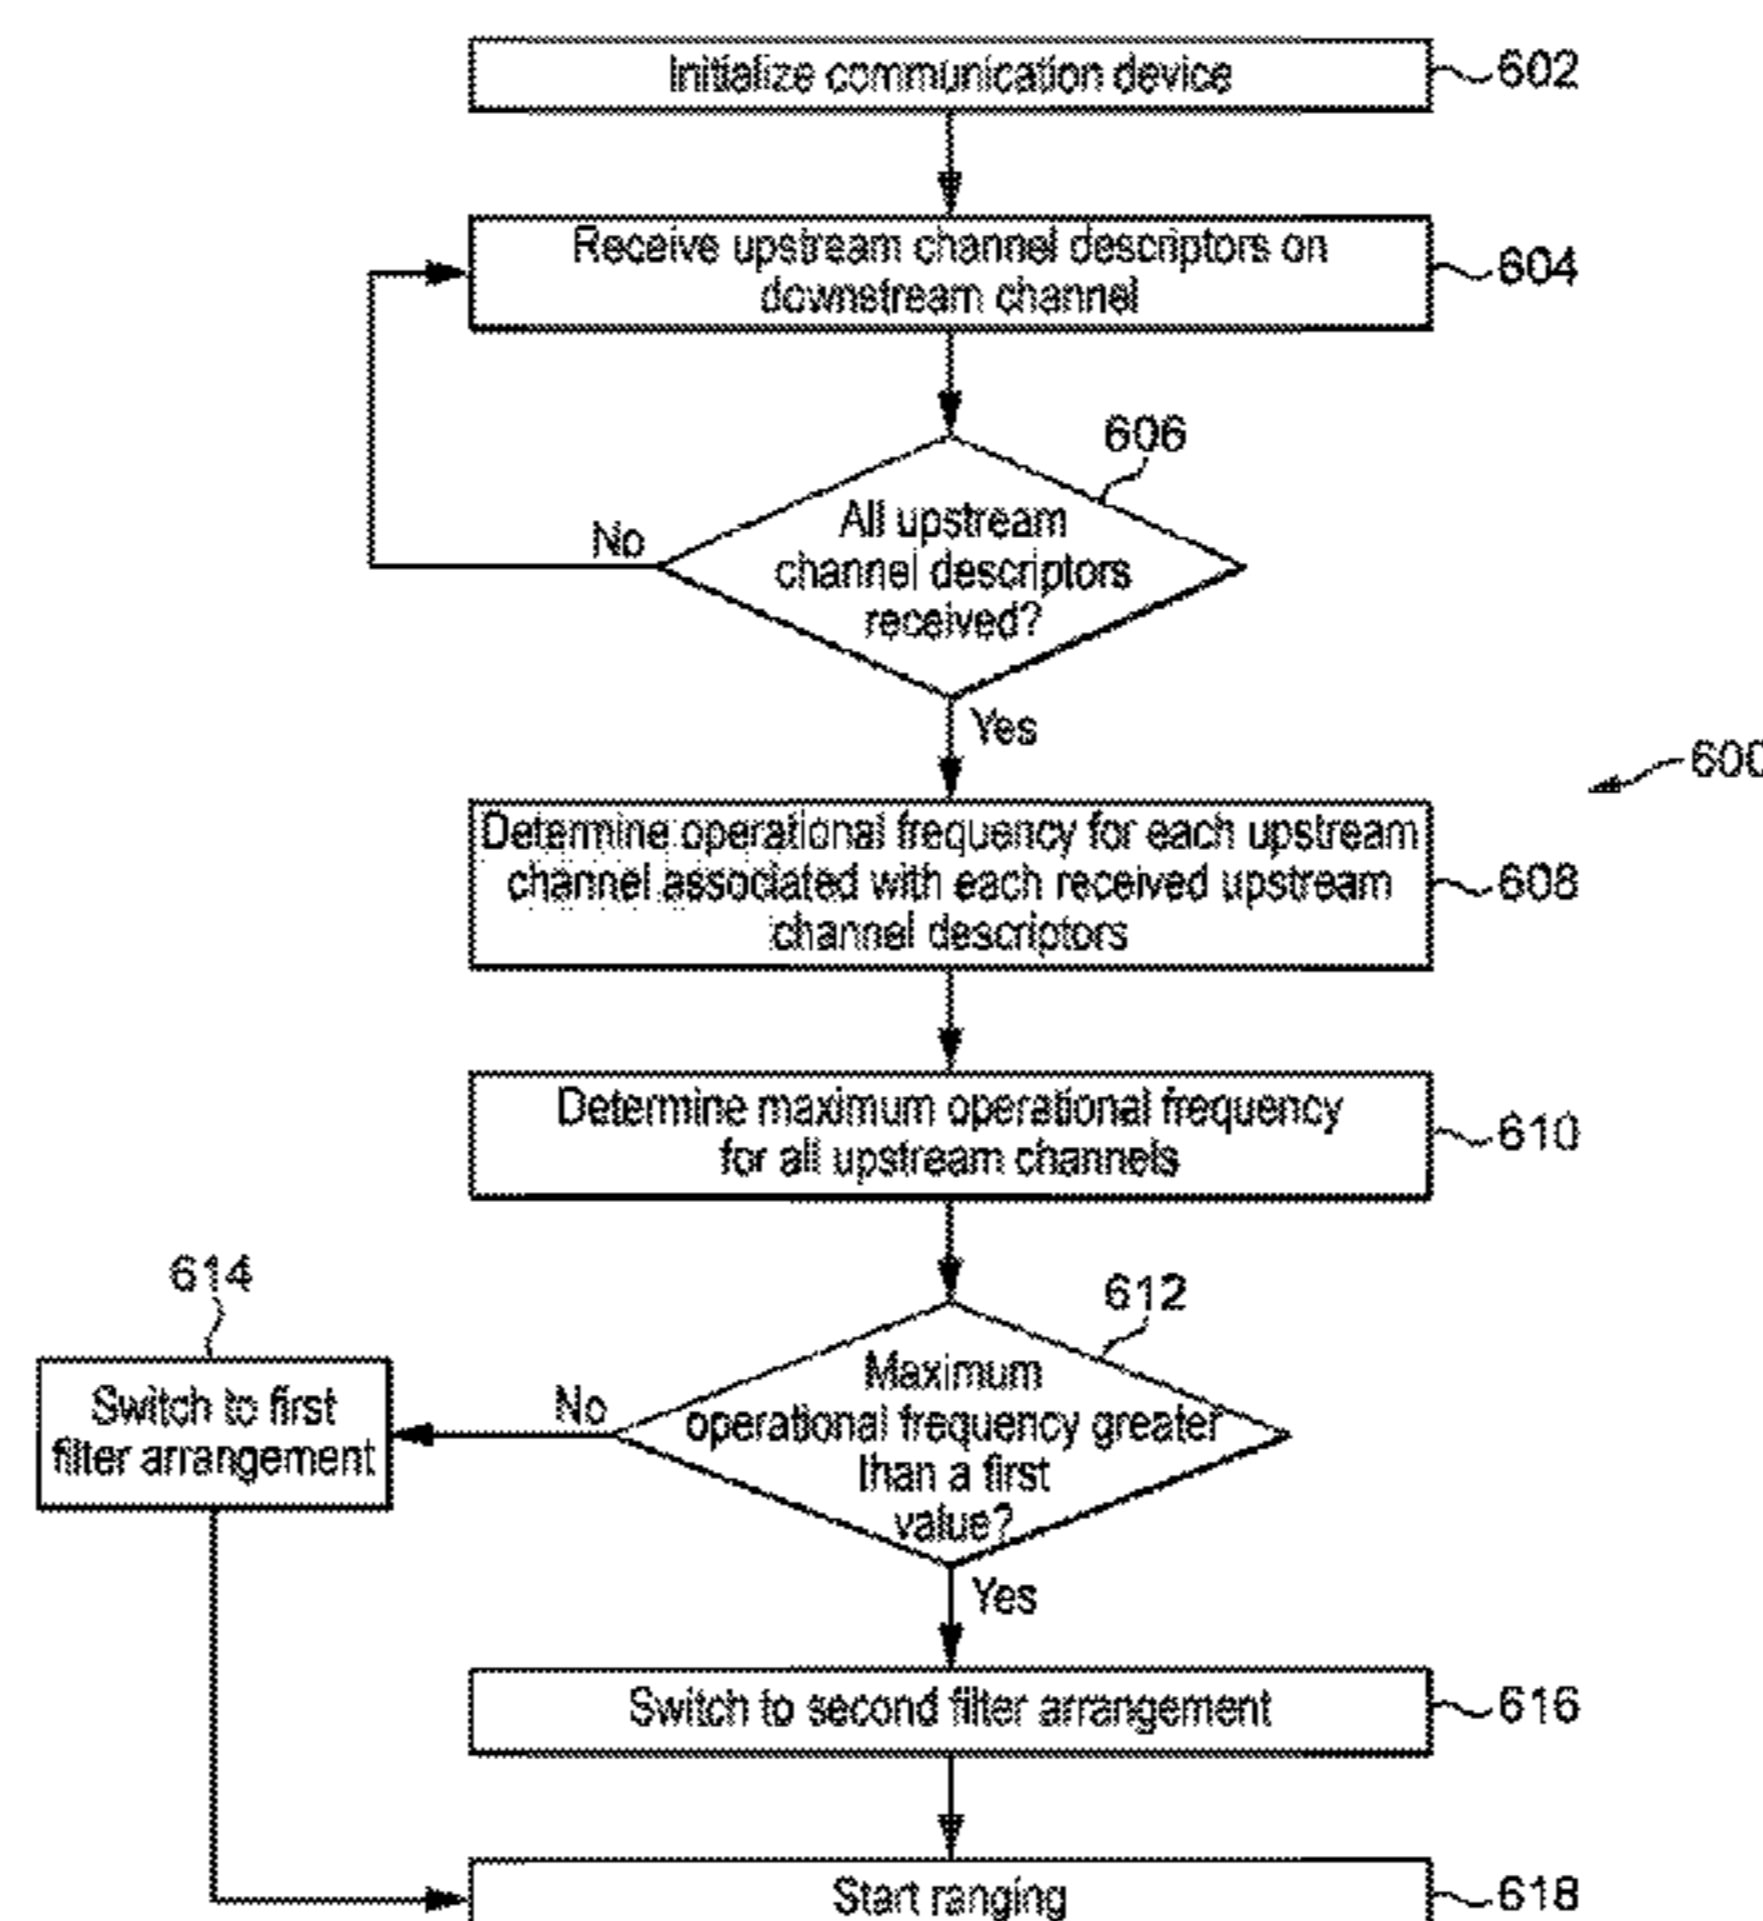 Initialize communication device
602
Receive upstream channel descriptors on
downstream channel
604
606
All upstream
channel descriptors
received?
No
Yes
600
Determine operational frequency for each upstream
channel associated with each received upstream
channel descriptors
608
Determine maximum operational frequency
for all upstream channels
610
614
612
Switch to first
filter arrangement
No
Maximum
operational frequency greater
than a first
value?
Yes
Switch to second filter arrangement
616
Start ranging
618